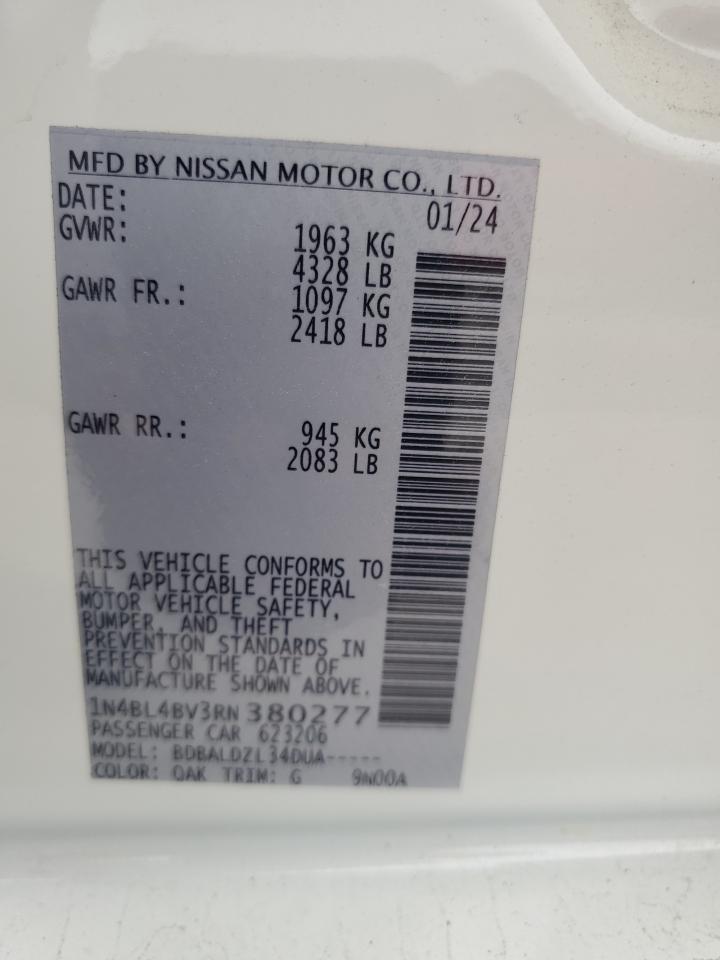 MFD BY NISSAN MOTOR CO., LTD.
DATE: 01/24
GVWR: 1963 KG
4328 LB
GAWR FR.: 1097 KG
2418 LB
GAWR RR.: 945 KG
2083 LB
THIS VEHICLE CONFORMS TO
ALL APPLICABLE FEDERAL
MOTOR VEHICLE SAFETY,
BUMPER, AND THEFT
PREVENTION STANDARDS IN
EFFECT ON THE DATE OF
MANUFACTURE SHOWN ABOVE.
1N4BL4BV3RN 380277
PASSENGER CAR 623206
MODEL: BDBALDZL34DUA-----
COLOR: QAK TRIM: G 9N00A